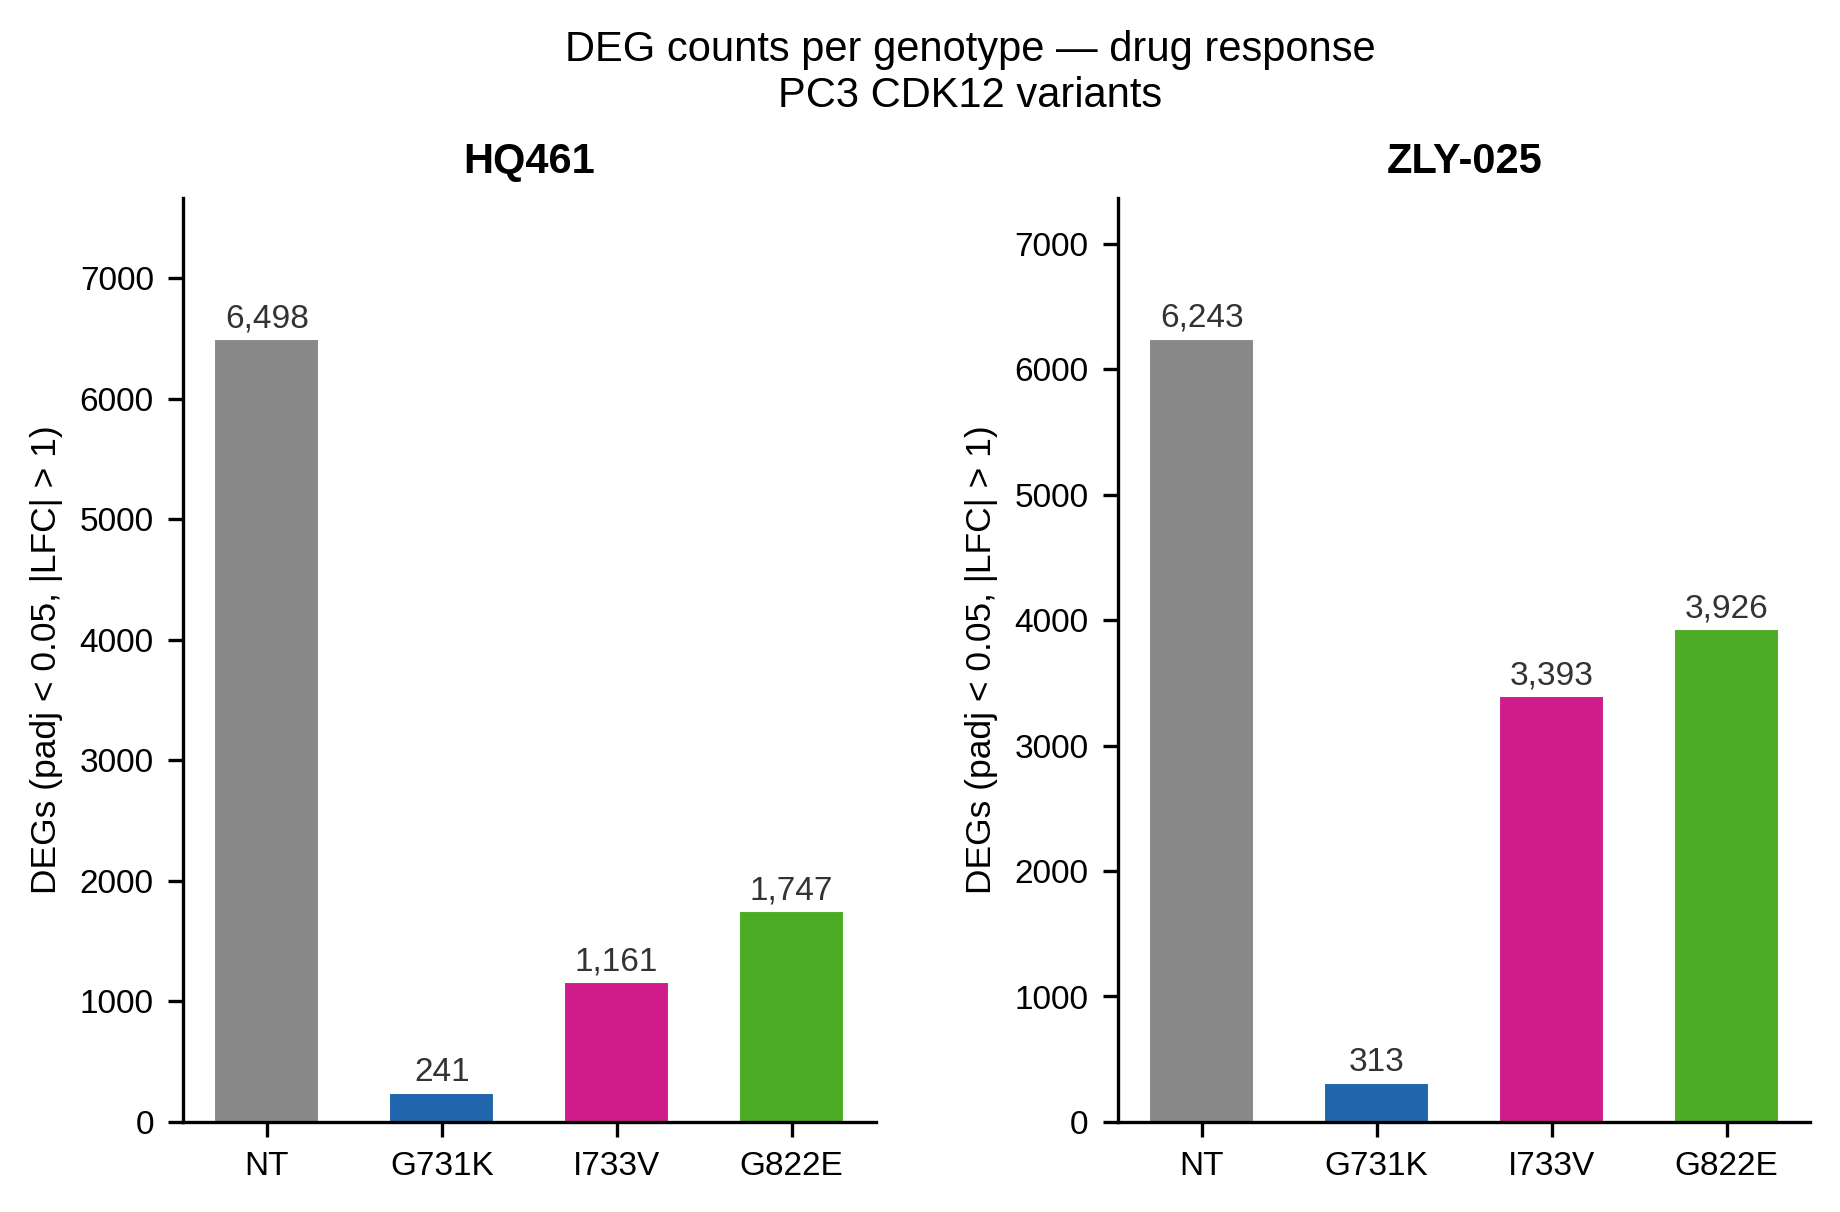 DEG counts per genotype — drug response
PC3 CDK12 variants
HQ461
DEGs (padj < 0.05, |LFC| > 1)
7000
6000
5000
4000
3000
2000
1000
0
6,498
241
1,161
1,747
NT
G731K
I733V
G822E
ZLY-025
DEGs (padj < 0.05, |LFC| > 1)
7000
6000
5000
4000
3000
2000
1000
0
6,243
313
3,393
3,926
NT
G731K
I733V
G822E